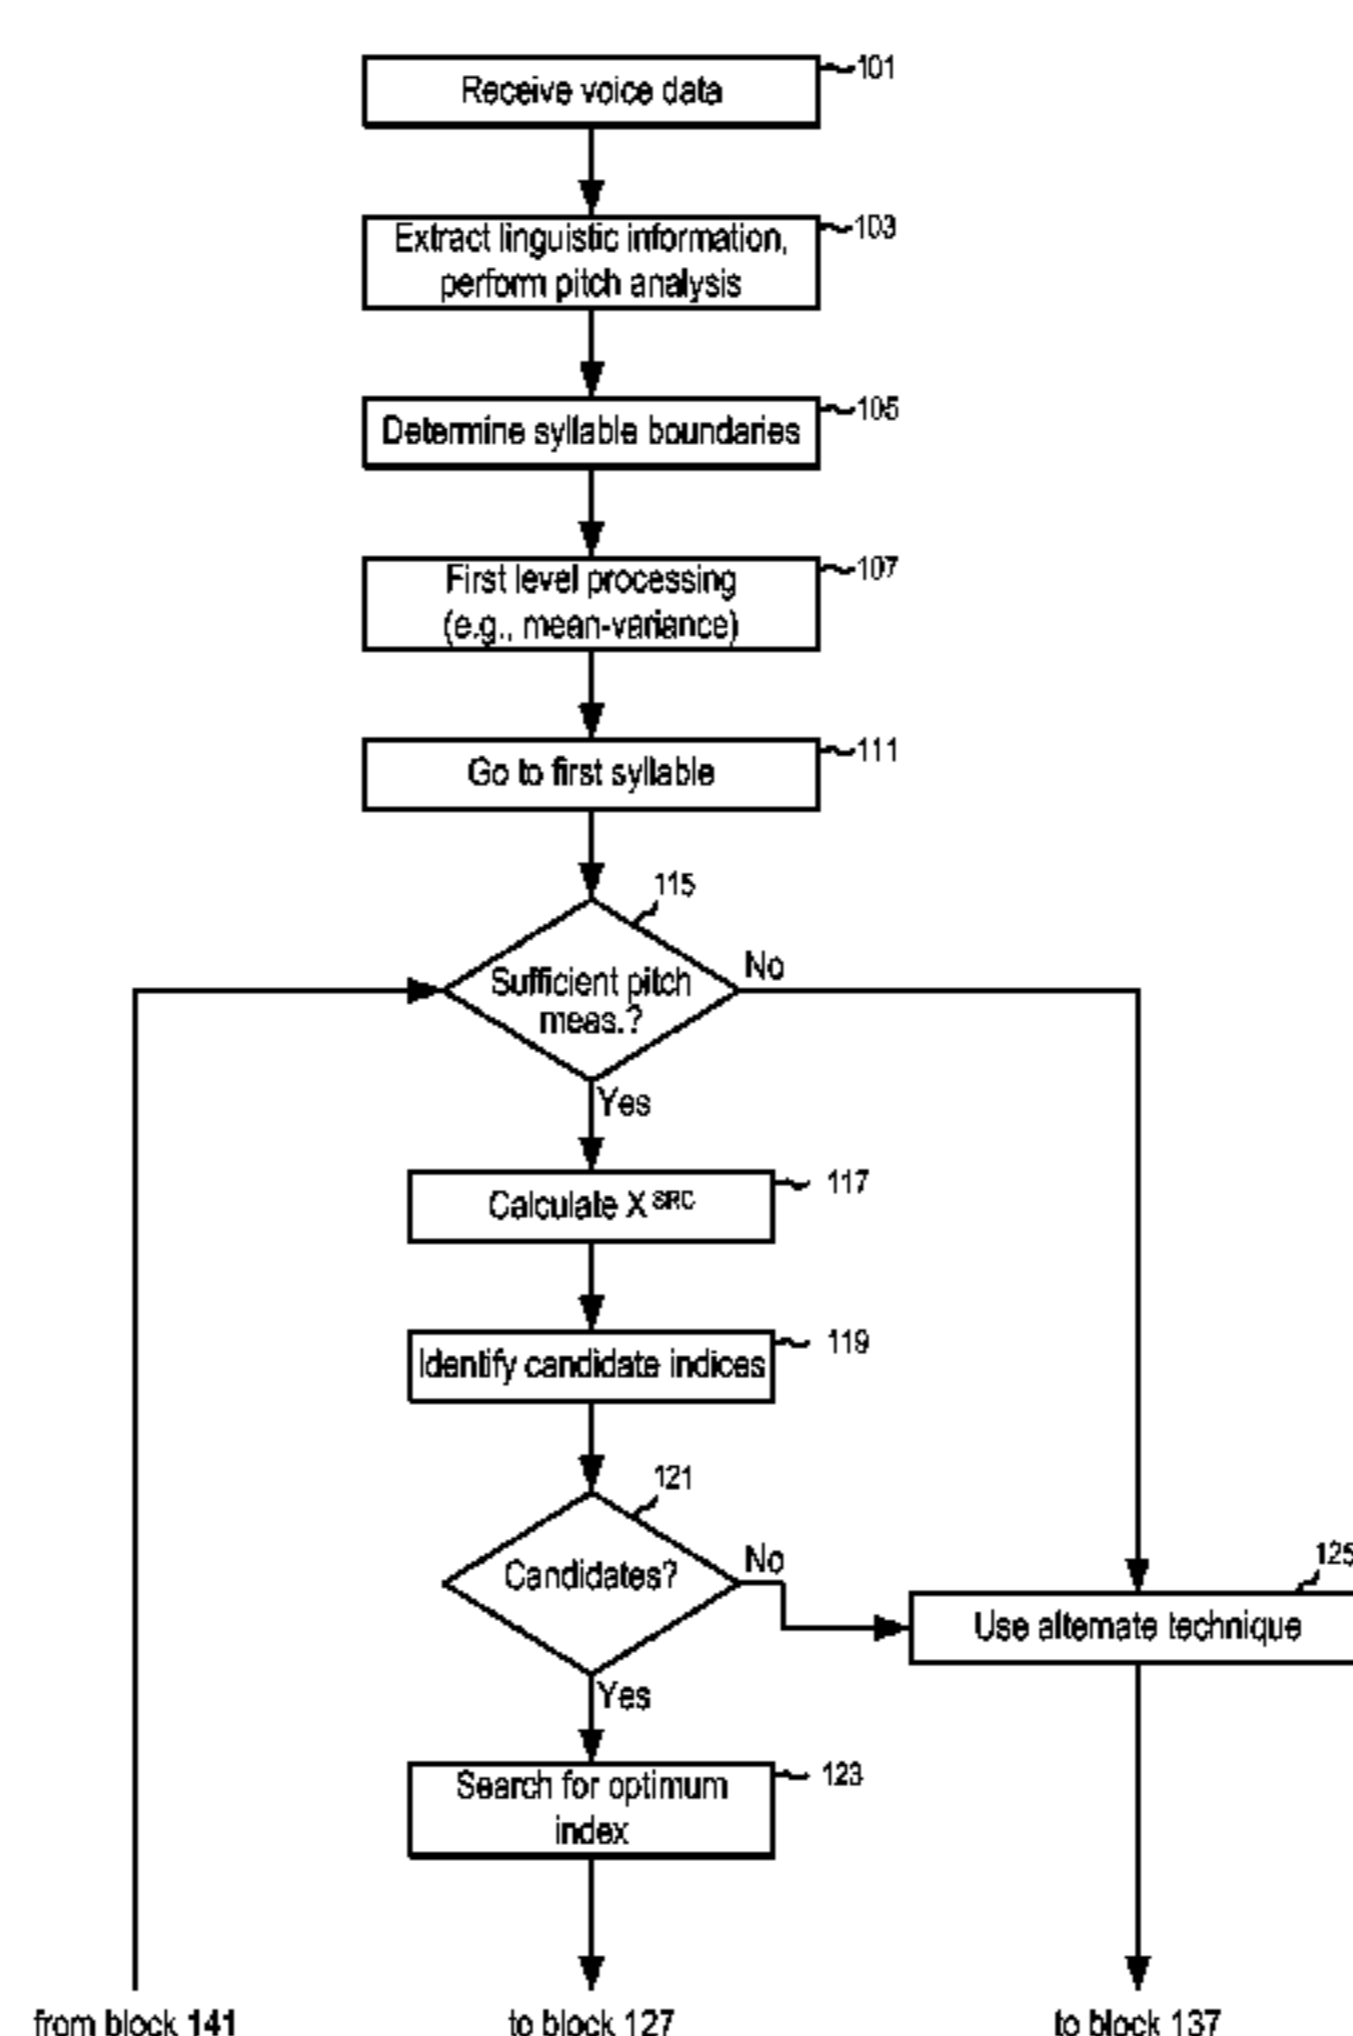 Receive voice data
101
Extract linguistic information,
perform pitch analysis
103
Determine syllable boundaries
105
First level processing
(e.g., mean-variance)
107
Go to first syllable
111
115
Sufficient pitch
meas.?
No
Yes
Calculate X SRC
117
Identify candidate indices
119
121
Candidates?
No
Yes
125
Use alternate technique
Search for optimum
index
123
from block 141
to block 127
to block 137